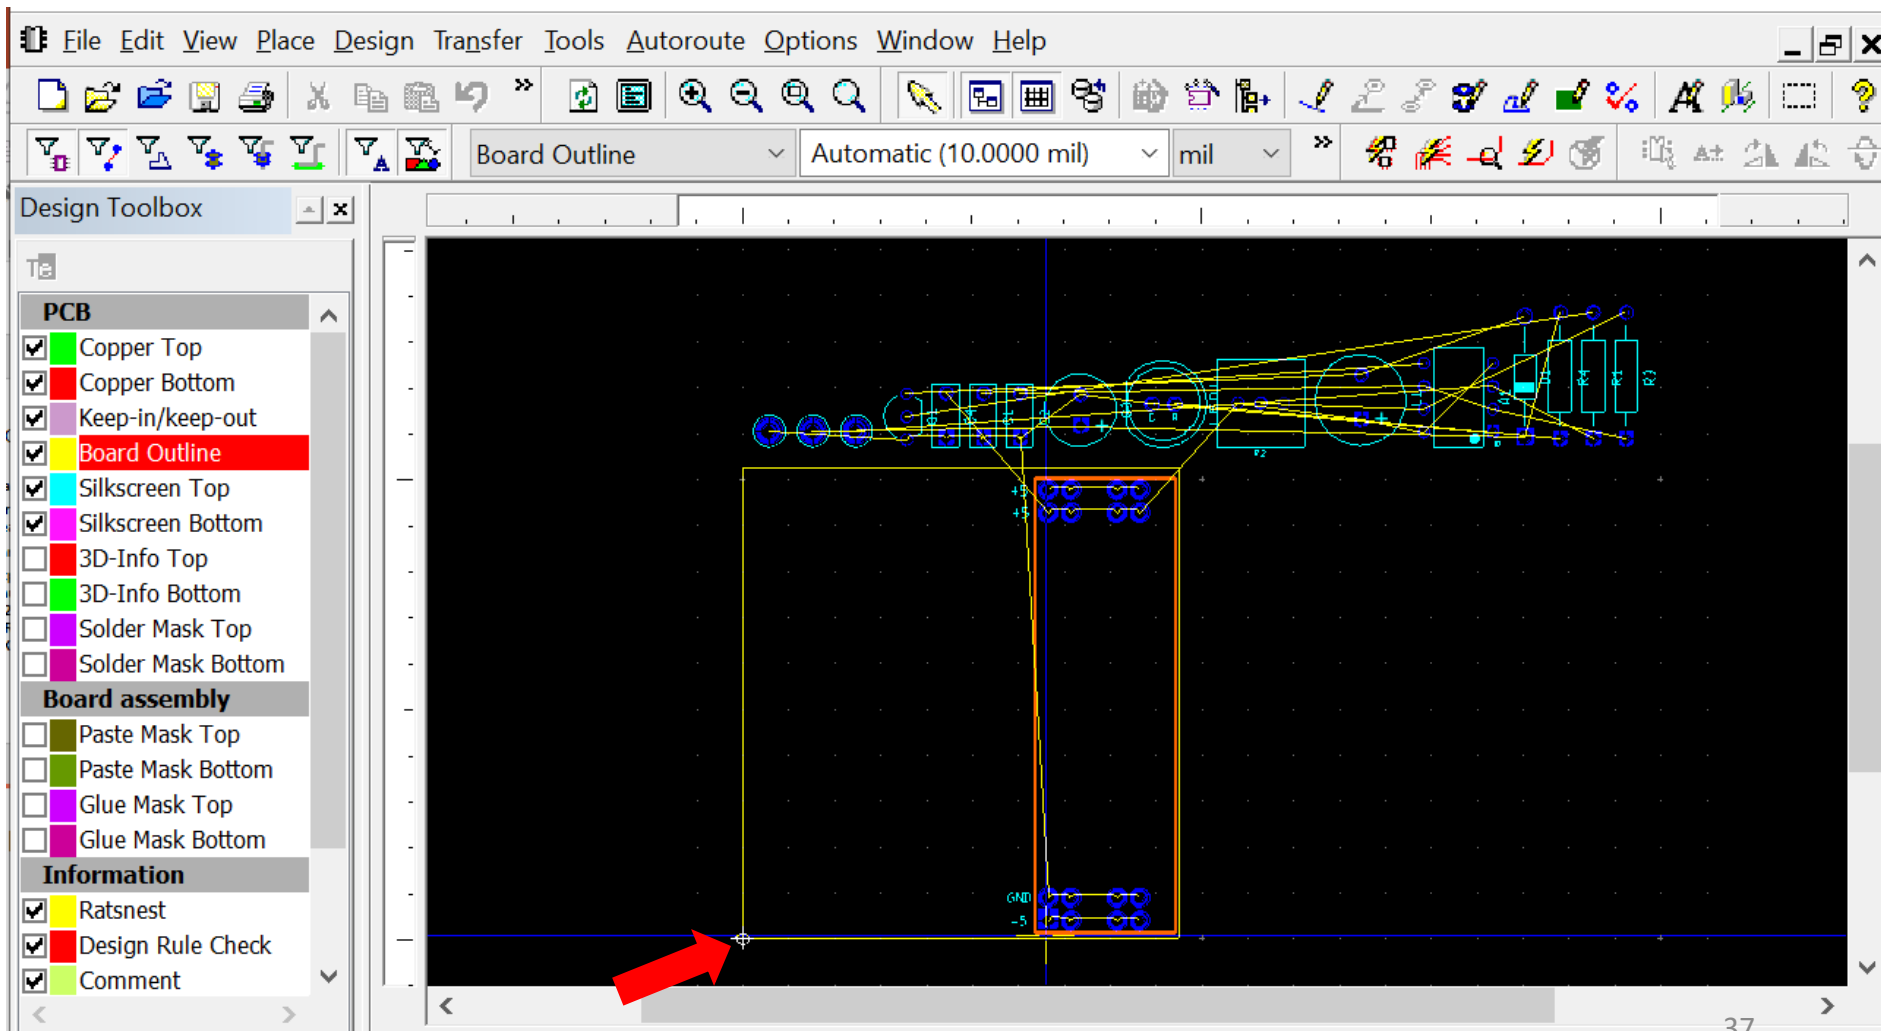 File Edit View Place Design Transfer Tools Autoroute Options Window Help
Board Outline Automatic (10.0000 mil) mil
Design Toolbox
PCB
Copper Top
Copper Bottom
Keep-in/keep-out
Board Outline
Silkscreen Top
Silkscreen Bottom
3D-Info Top
3D-Info Bottom
Solder Mask Top
Solder Mask Bottom
Board assembly
Paste Mask Top
Paste Mask Bottom
Glue Mask Top
Glue Mask Bottom
Information
Ratsnest
Design Rule Check
Comment
R4
R1
R3
+5
+5
GND
-5
37